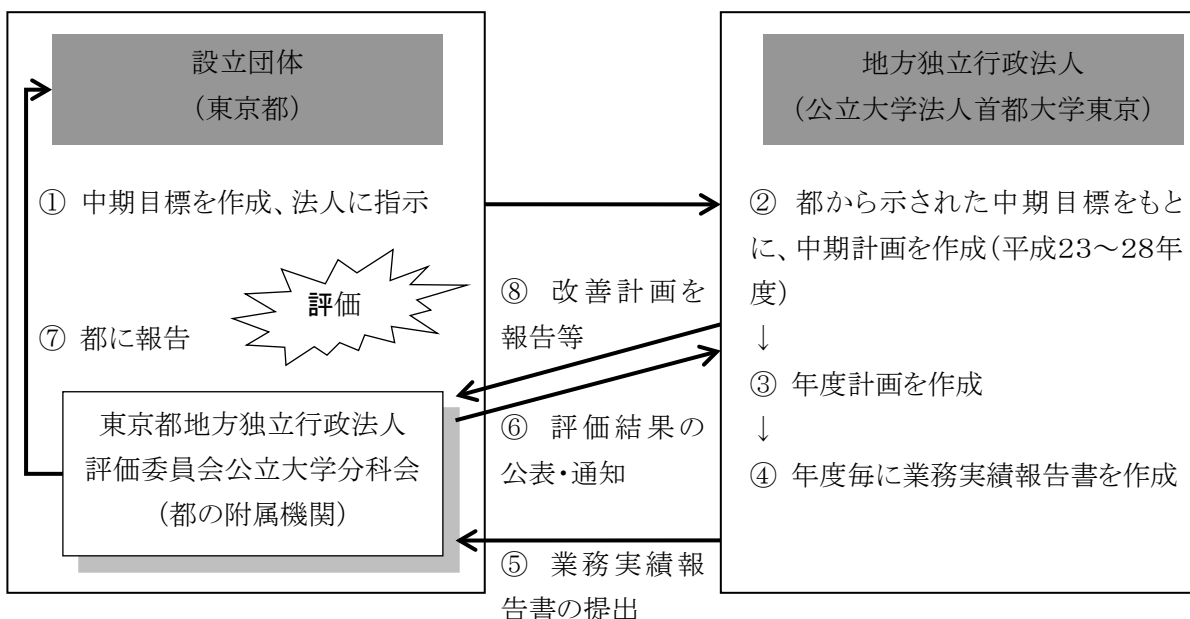 設立団体
（東京都）
① 中期目標を作成、法人に指示
評価
⑦ 都に報告
東京都地方独立行政法人
評価委員会公立大学分科会
（都の附属機関）
⑧ 改善計画を
報告等
⑥ 評価結果の
公表・通知
⑤ 業務実績報
告書の提出
地方独立行政法人
（公立大学法人首都大学東京）
② 都から示された中期目標をもと
に、中期計画を作成（平成23～28年
度）
↓
③ 年度計画を作成
↓
④ 年度毎に業務実績報告書を作成